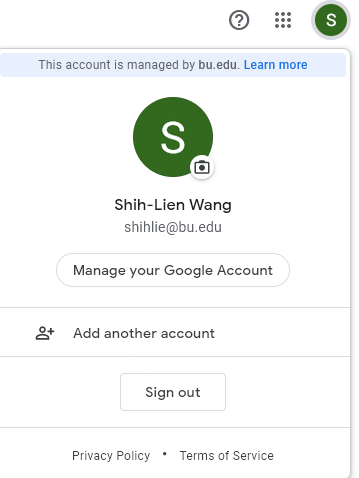 S
This account is managed by bu.edu. Learn more
S
Shih-Lien Wang
shihlie@bu.edu
Manage your Google Account
Add another account
Sign out
Privacy Policy • Terms of Service